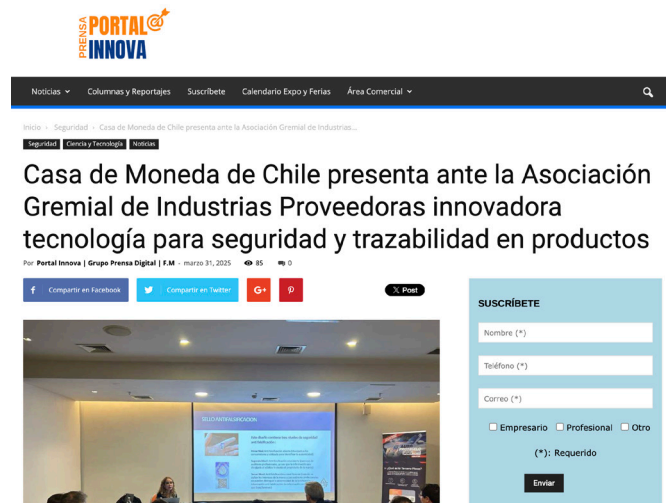 PRENSA
PORTAL@
INNOVA
Noticias
Columnas y Reportajes
Suscríbete
Calendario Expo y Ferias
Área Comercial
Inicio › Seguridad › Casa de Moneda de Chile presenta ante la Asociación Gremial de Industrias...
Seguridad
Ciencia y Tecnología
Noticias
Casa de Moneda de Chile presenta ante la Asociación
Gremial de Industrias Proveedoras innovadora
tecnología para seguridad y trazabilidad en productos
Por Portal Innova | Grupo Prensa Digital | F.M - marzo 31, 2025 85 0
Compartir en Facebook
Compartir en Twitter
G+
X Post
SUSCRÍBETE
Nombre (*)
Teléfono (*)
Correo (*)
Empresario
Profesional
Otro
(*): Requerido
Enviar
SELLO ANTIFALSIFICACION